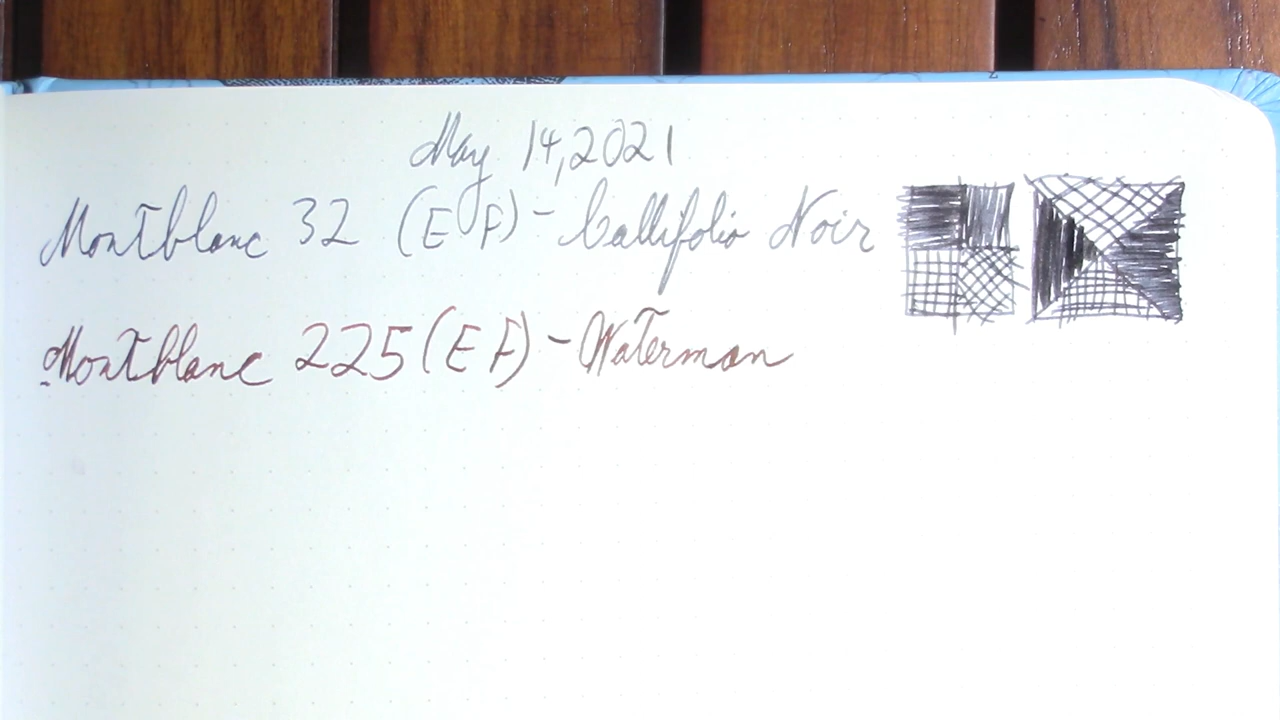 May 14, 2021
Montblanc 32 (EF) - Callifolio Noir
Montblanc 225 (EF) - Waterman